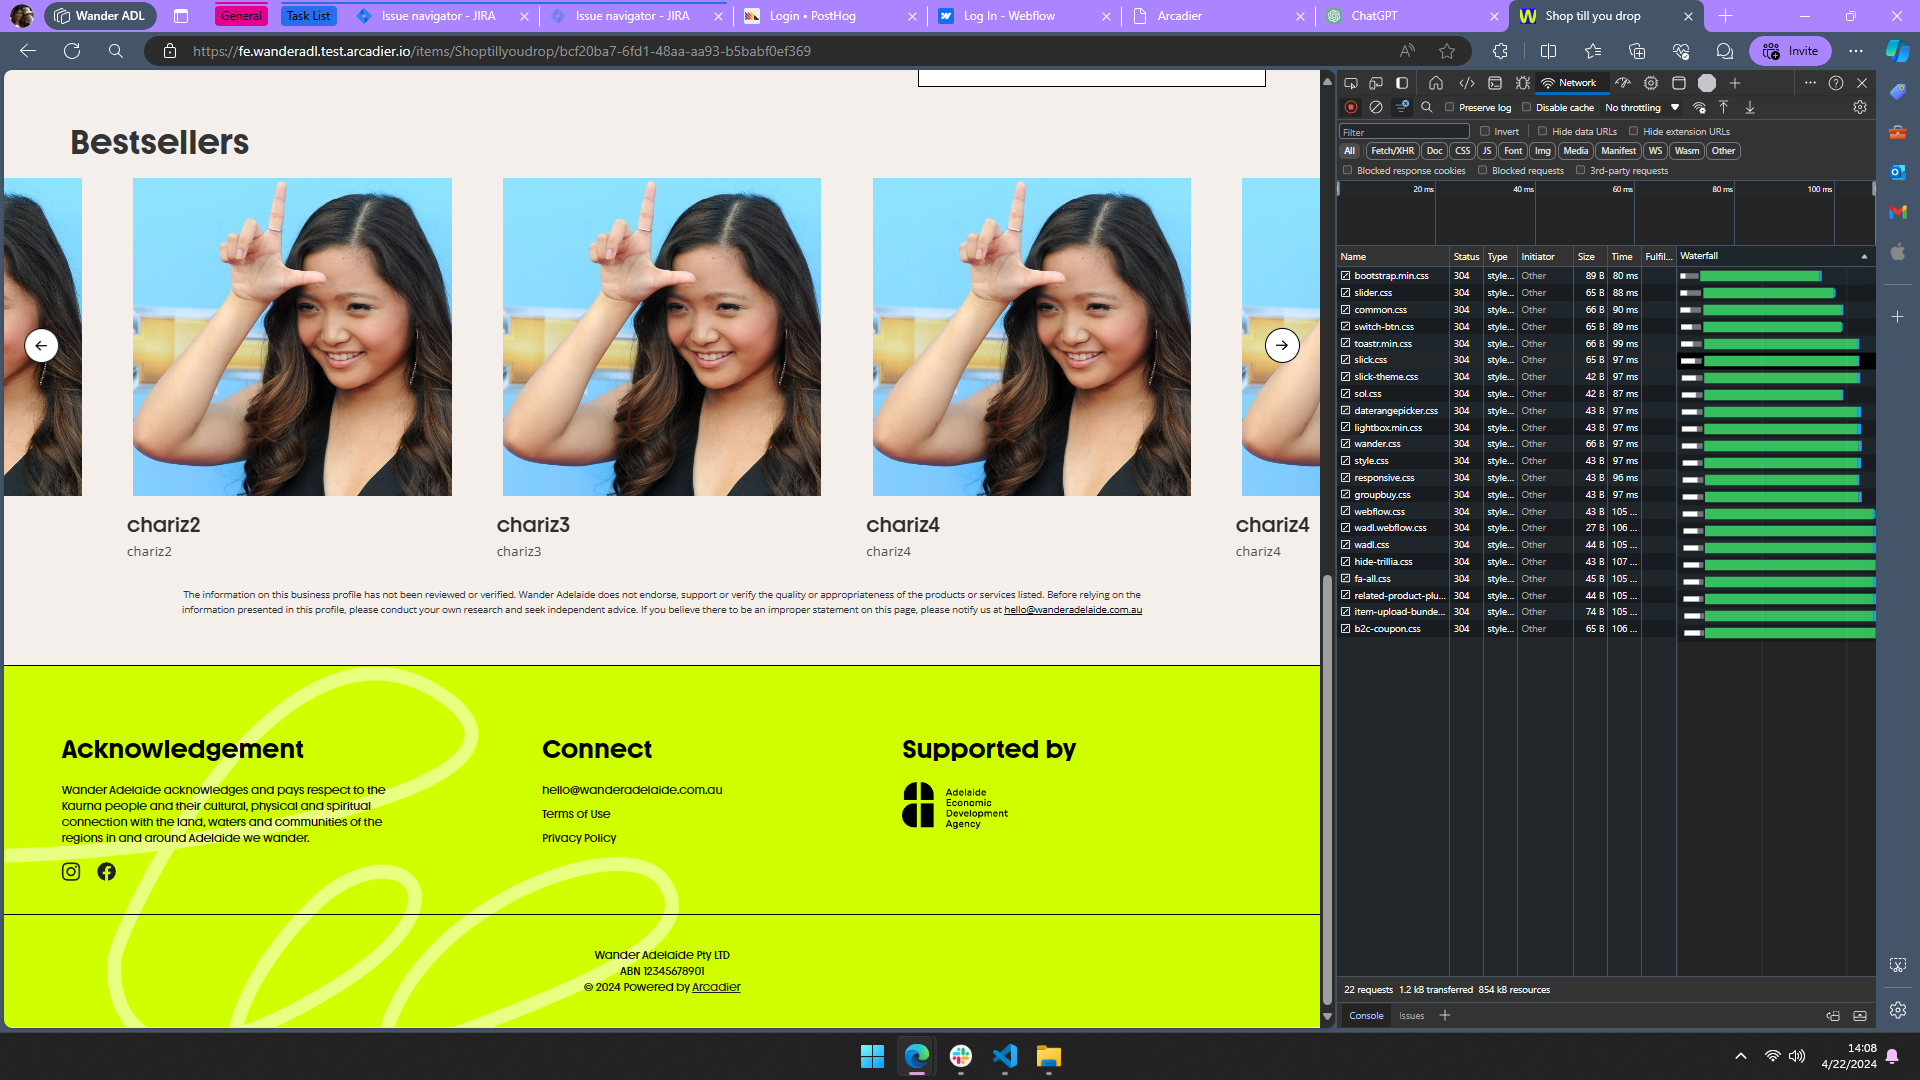 Wander ADL
General
Task List
Issue navigator - JIRA
Issue navigator - JIRA
Login • PostHog
Log In - Webflow
Arcadier
ChatGPT
Shop till you drop
https://fe.wanderadl.test.arcadier.io/items/Shoptillyoudrop/bcf20ba7-6fd1-48aa-aa93-b5babf0ef369
Invite
Bestsellers
chariz2
chariz2
chariz3
chariz3
chariz4
chariz4
chariz4
chariz4
The information on this business profile has not been reviewed or verified. Wander Adelaide does not endorse, support or verify the quality or appropriateness of the products or services listed. Before relying on the
information presented in this profile, please conduct your own research and seek independent advice. If you believe there to be an improper statement on this page, please notify us at hello@wanderadelaide.com.au
Acknowledgement
Wander Adelaide acknowledges and pays respect to the
Kaurna people and their cultural, physical and spiritual
connection with the land, waters and communities of the
regions in and around Adelaide we wander.
Connect
hello@wanderadelaide.com.au
Terms of Use
Privacy Policy
Supported by
Adelaide
Economic
Development
Agency
Wander Adelaide Pty LTD
ABN 12345678901
© 2024 Powered by Arcadier
Network
Preserve log
Disable cache
No throttling
Filter
Invert
Hide data URLs
Hide extension URLs
All
Fetch/XHR
Doc
CSS
JS
Font
Img
Media
Manifest
WS
Wasm
Other
Blocked response cookies
Blocked requests
3rd-party requests
20 ms
40 ms
60 ms
80 ms
100 ms
Name Status Type Initiator Size Time Fulfil... Waterfall
bootstrap.min.css 304 style... Other 89 B 80 ms
slider.css 304 style... Other 65 B 88 ms
common.css 304 style... Other 66 B 90 ms
switch-btn.css 304 style... Other 65 B 89 ms
toastr.min.css 304 style... Other 66 B 99 ms
slick.css 304 style... Other 65 B 97 ms
slick-theme.css 304 style... Other 42 B 97 ms
sol.css 304 style... Other 42 B 87 ms
daterangepicker.css 304 style... Other 43 B 97 ms
lightbox.min.css 304 style... Other 43 B 97 ms
wander.css 304 style... Other 66 B 97 ms
style.css 304 style... Other 43 B 97 ms
responsive.css 304 style... Other 43 B 96 ms
groupbuy.css 304 style... Other 43 B 97 ms
webflow.css 304 style... Other 43 B 105 ...
wadl.webflow.css 304 style... Other 27 B 106 ...
wadl.css 304 style... Other 44 B 105 ...
hide-trillia.css 304 style... Other 43 B 107 ...
fa-all.css 304 style... Other 45 B 105 ...
related-product-plu... 304 style... Other 44 B 105 ...
item-upload-bunde... 304 style... Other 74 B 105 ...
b2c-coupon.css 304 style... Other 65 B 106 ...
22 requests 1.2 kB transferred 854 kB resources
Console
Issues
14:08
4/22/2024